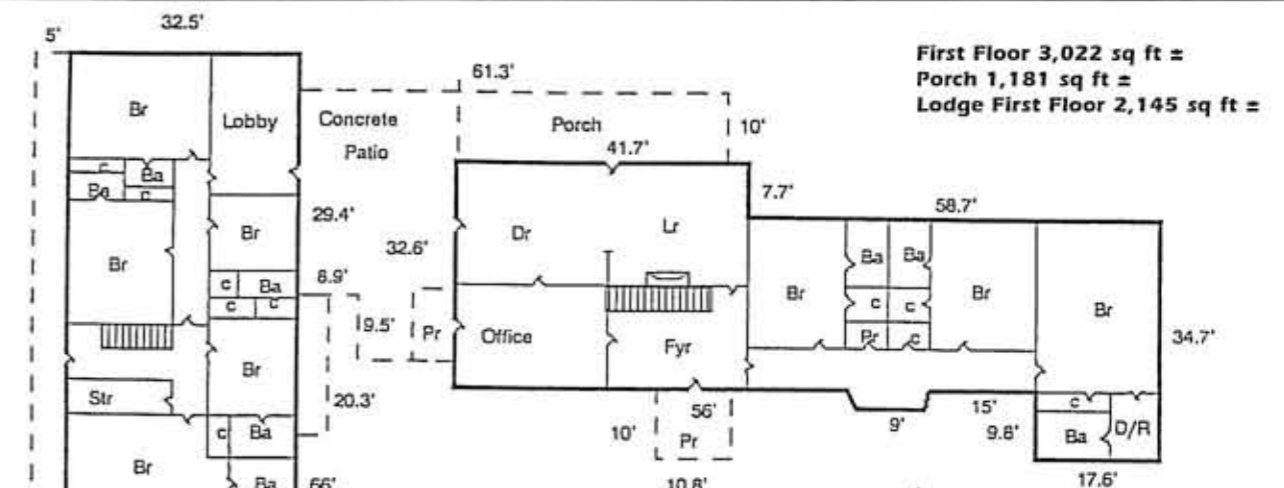 32.5'
5'
61.3'
First Floor 3,022 sq ft ±
Porch 1,181 sq ft ±
Lodge First Floor 2,145 sq ft ±
Br
Lobby
Concrete
Patio
Porch
10'
41.7'
C
Ba
Ba
C
7.7'
58.7'
29.4'
Br
Br
32.6'
Dr
Lr
Ba
Ba
Br
Br
Br
C
Ba
8.9'
C
C
C
C
9.5'
Pr
Office
Fyr
Pr
C
34.7'
Br
Str
20.3'
56'
15'
9'
9.8'
C
Ba
D/R
C
Ba
10'
Pr
Br
Ba
66'
10.8'
17.6'